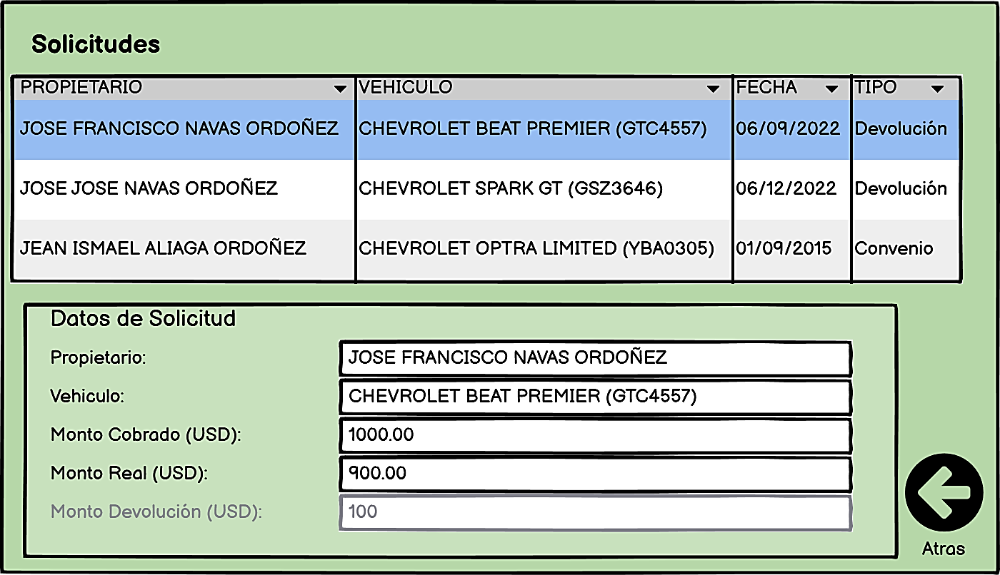 Solicitudes
PROPIETARIO VEHICULO FECHA TIPO
JOSE FRANCISCO NAVAS ORDOÑEZ CHEVROLET BEAT PREMIER (GTC4557) 06/09/2022 Devolución
JOSE JOSE NAVAS ORDOÑEZ CHEVROLET SPARK GT (GSZ3646) 06/12/2022 Devolución
JEAN ISMAEL ALIAGA ORDOÑEZ CHEVROLET OPTRA LIMITED (YBA0305) 01/09/2015 Convenio
Datos de Solicitud
Propietario: JOSE FRANCISCO NAVAS ORDOÑEZ
Vehiculo: CHEVROLET BEAT PREMIER (GTC4557)
Monto Cobrado (USD): 1000.00
Monto Real (USD): 900.00
Monto Devolución (USD): 100
Atras